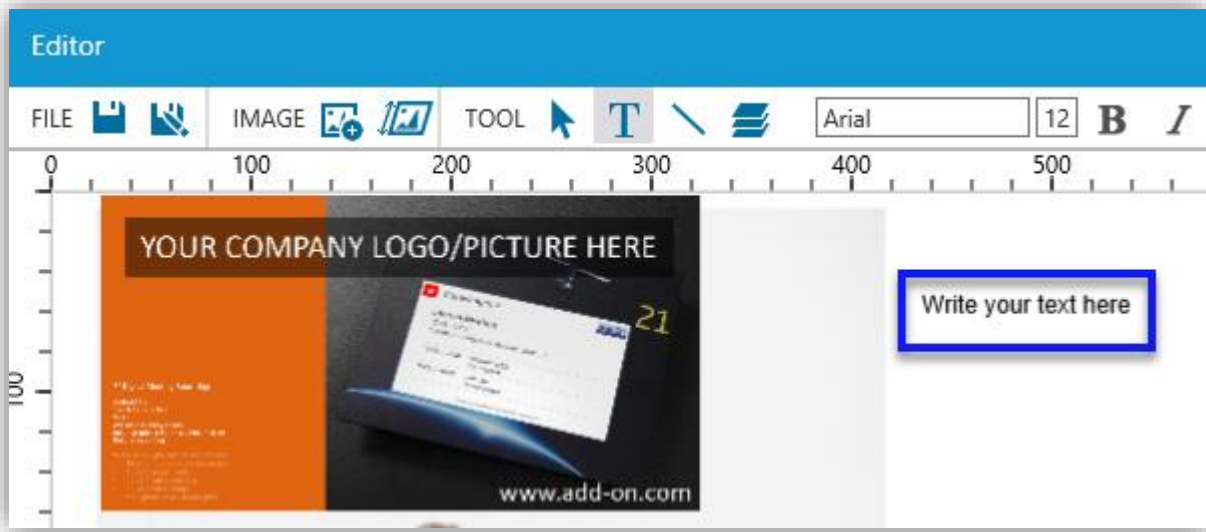 Editor
FILE IMAGE TOOL T Arial 12 B I
0 100 200 300 400 500
YOUR COMPANY LOGO/PICTURE HERE
21
Write your text here
100
www.add-on.com